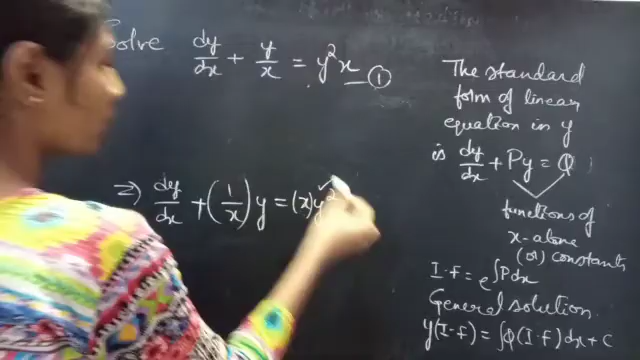 Solve dy/dx + y/x = y²x — ①
⇒) dy/dx + (1/x) y = (x) y²
The standard
form of linear
equation in y
is dy/dx + Py = Q
functions of
x-alone
(or) constants
I.f = e^∫Pdx
General solution.
y(I.f) = ∫Q(I.f)dx + c